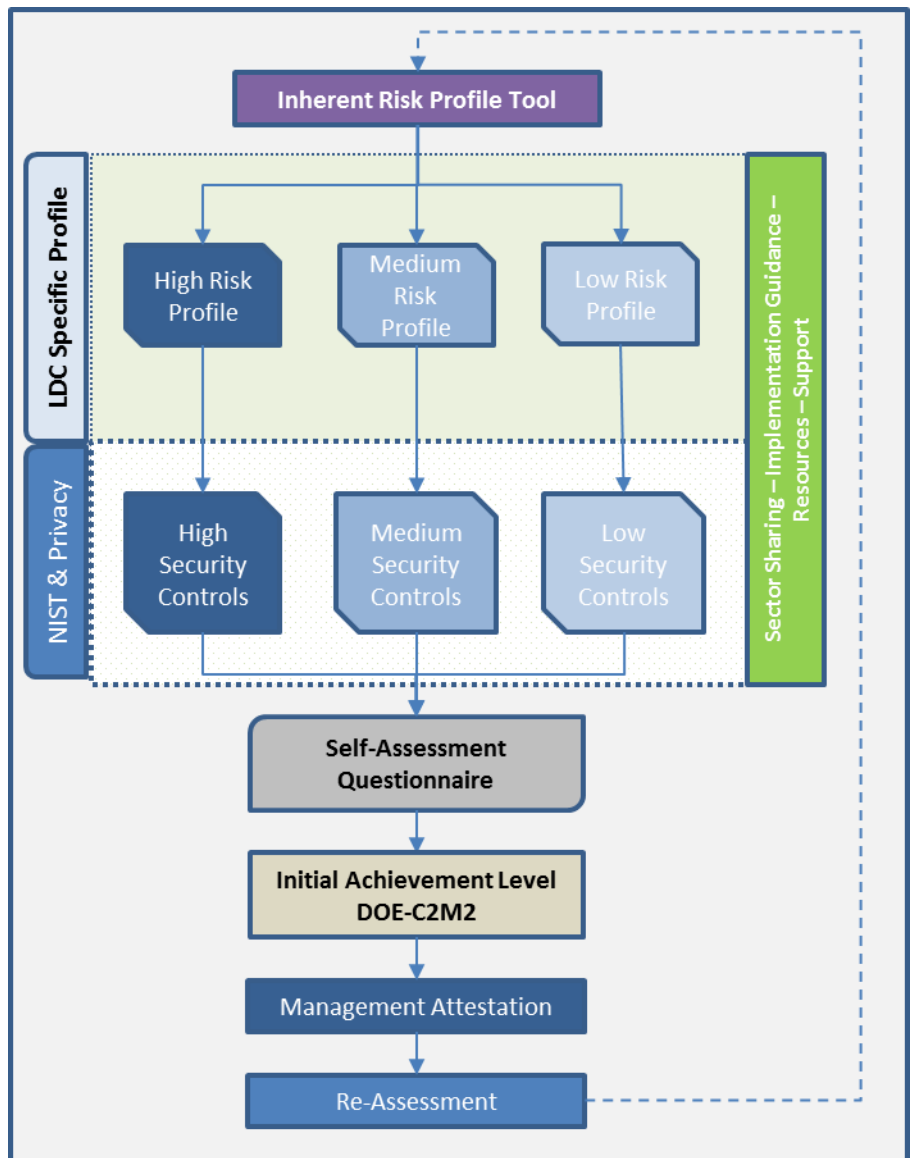 Inherent Risk Profile Tool
LDC Specific Profile
High Risk
Profile
Medium
Risk
Profile
Low Risk
Profile
Sector Sharing – Implementation Guidance –
Resources – Support
NIST & Privacy
High
Security
Controls
Medium
Security
Controls
Low
Security
Controls
Self-Assessment
Questionnaire
Initial Achievement Level
DOE-C2M2
Management Attestation
Re-Assessment